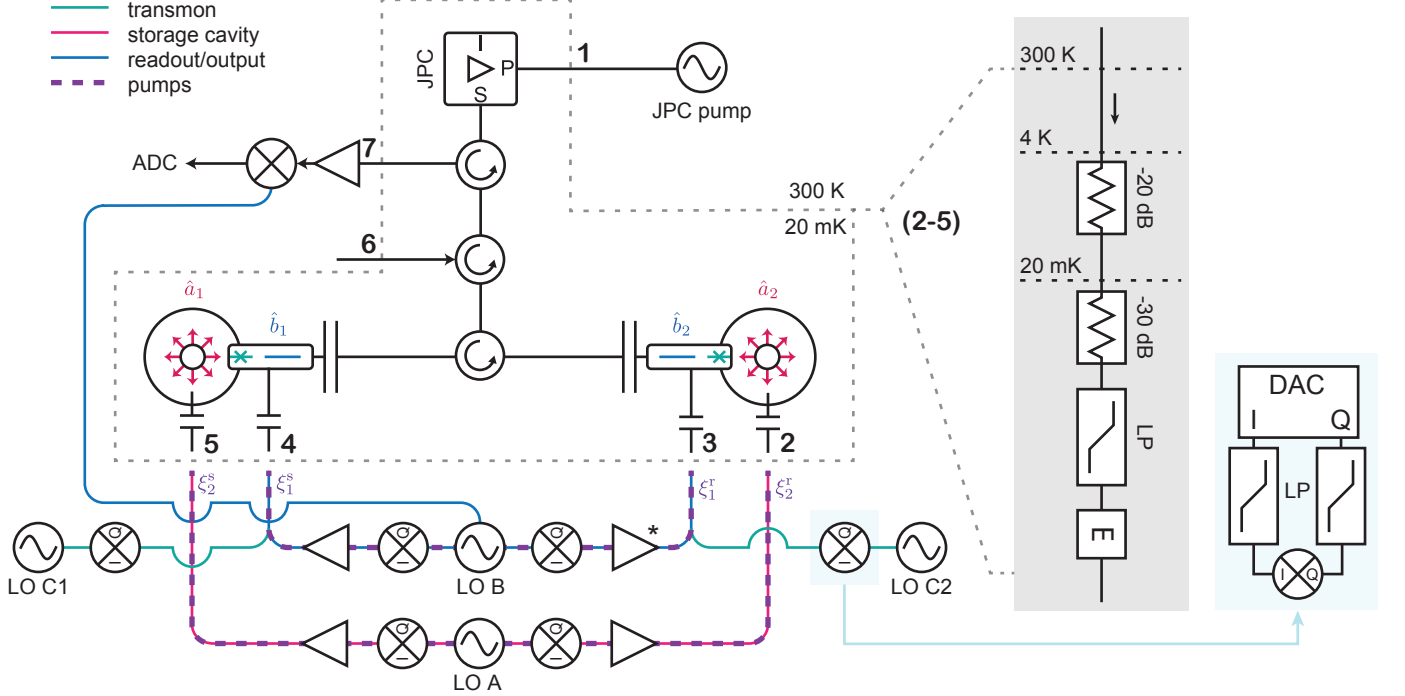 transmon
storage cavity
readout/output
pumps
JPC
I
P
S
1
JPC pump
7
ADC
6
300 K
20 mK
(2-5)
300 K
4 K
-20 dB
20 mK
-30 dB
LP
E
â₁
b̂₁
b̂₂
â₂
5
4
3
2
ξ₂ˢ
ξ₁ˢ
ξ₁ʳ
ξ₂ʳ
*
LO C1
Q
I
Q
I
LO B
Q
I
Q
I
LO C2
Q
I
LO A
Q
I
DAC
I
Q
LP
I
Q